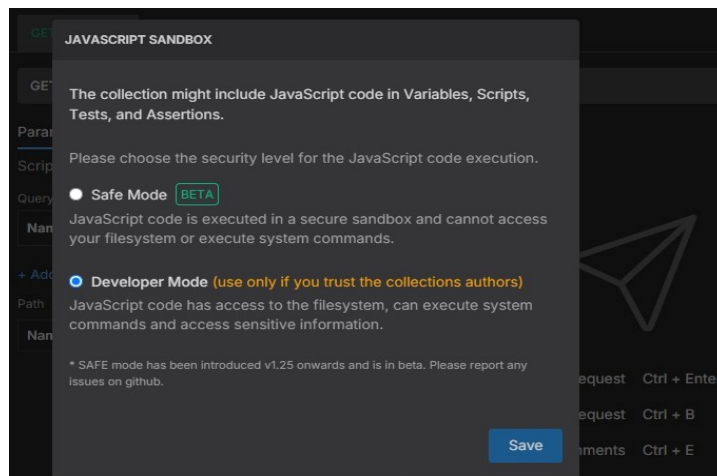 GET
JAVASCRIPT SANDBOX
GET
The collection might include JavaScript code in Variables, Scripts,
Tests, and Assertions.
Please choose the security level for the JavaScript code execution.
Safe Mode BETA
JavaScript code is executed in a secure sandbox and cannot access
your filesystem or execute system commands.
Developer Mode (use only if you trust the collections authors)
JavaScript code has access to the filesystem, can execute system
commands and access sensitive information.
* SAFE mode has been introduced v1.25 onwards and is in beta. Please report any
issues on github.
Save
Param
Scrip
Query
Nam
+ Add
Path
Nam
equest Ctrl + Ente
equest Ctrl + B
nments Ctrl + E